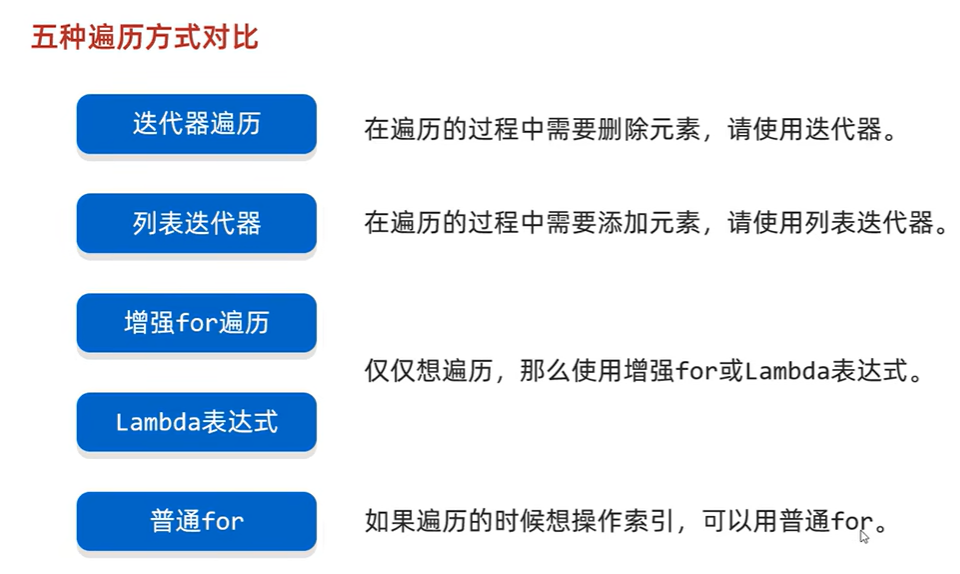 五种遍历方式对比
迭代器遍历
在遍历的过程中需要删除元素，请使用迭代器。
列表迭代器
在遍历的过程中需要添加元素，请使用列表迭代器。
增强for遍历
仅仅想遍历，那么使用增强for或Lambda表达式。
Lambda表达式
普通for
如果遍历的时候想操作索引，可以用普通for。